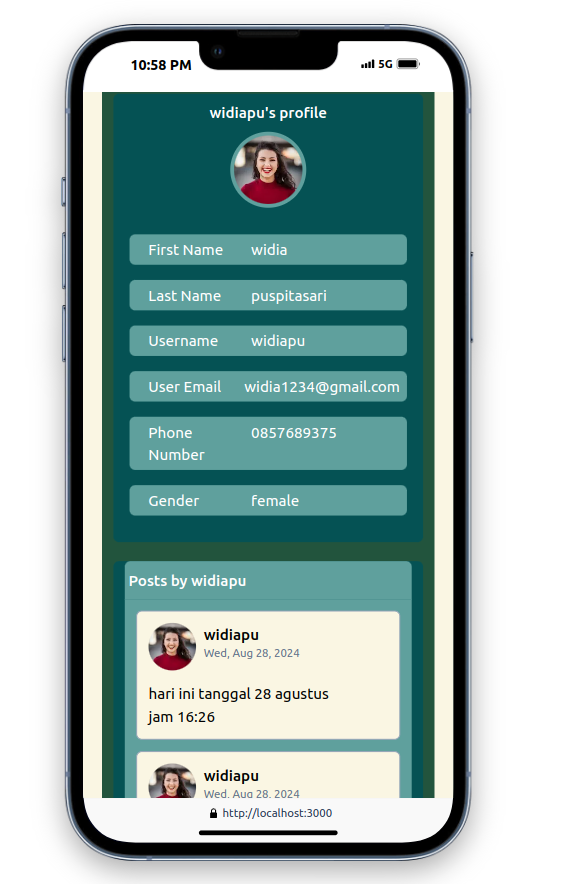 10:58 PM 5G
widiapu's profile
First Name widia
Last Name puspitasari
Username widiapu
User Email widia1234@gmail.com
Phone Number 0857689375
Gender female
Posts by widiapu
widiapu
Wed, Aug 28, 2024
hari ini tanggal 28 agustus
jam 16:26
widiapu
Wed, Aug 28, 2024
http://localhost:3000